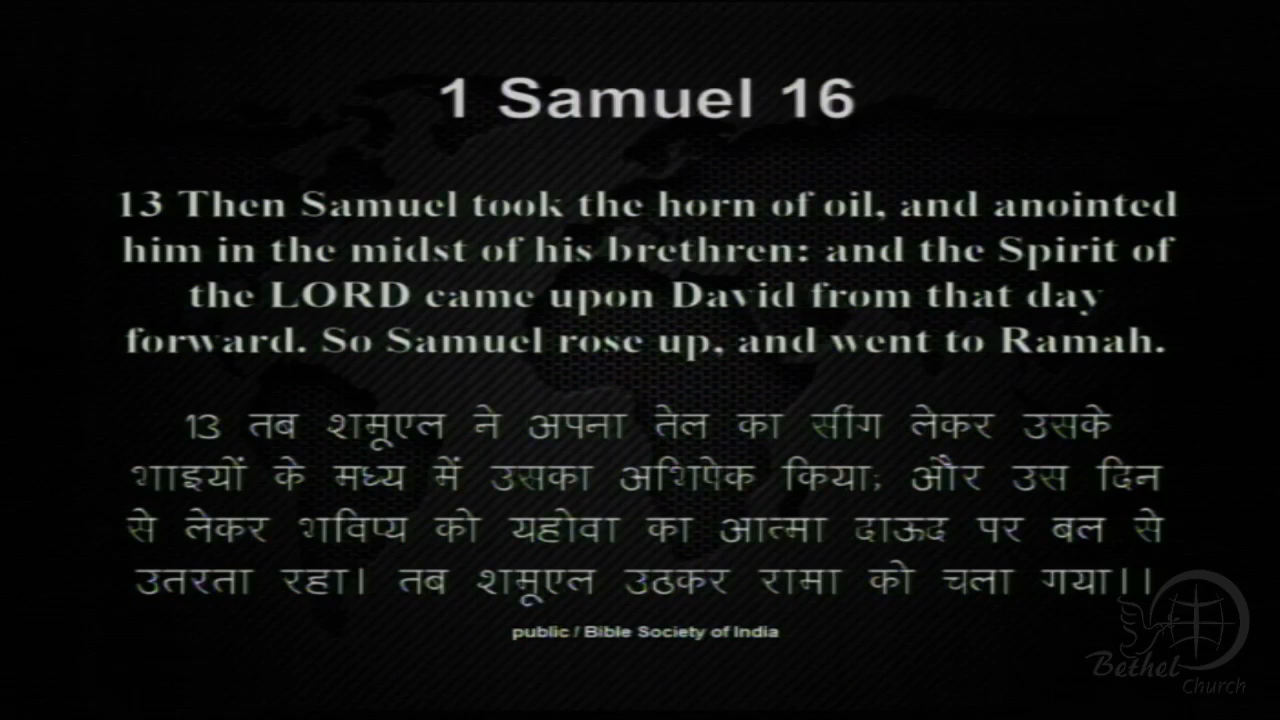 1 Samuel 16
13 Then Samuel took the horn of oil, and anointed
him in the midst of his brethren: and the Spirit of
the LORD came upon David from that day
forward. So Samuel rose up, and went to Ramah.
13 तब शमूएल ने अपना तेल का सींग लेकर उसके
भाइयों के मध्य में उसका अभिषेक किया; और उस दिन
से लेकर भविष्य को यहोवा का आत्मा दाऊद पर बल से
उतरता रहा। तब शमूएल उठकर रामा को चला गया।।
public / Bible Society of India
Bethel
Church